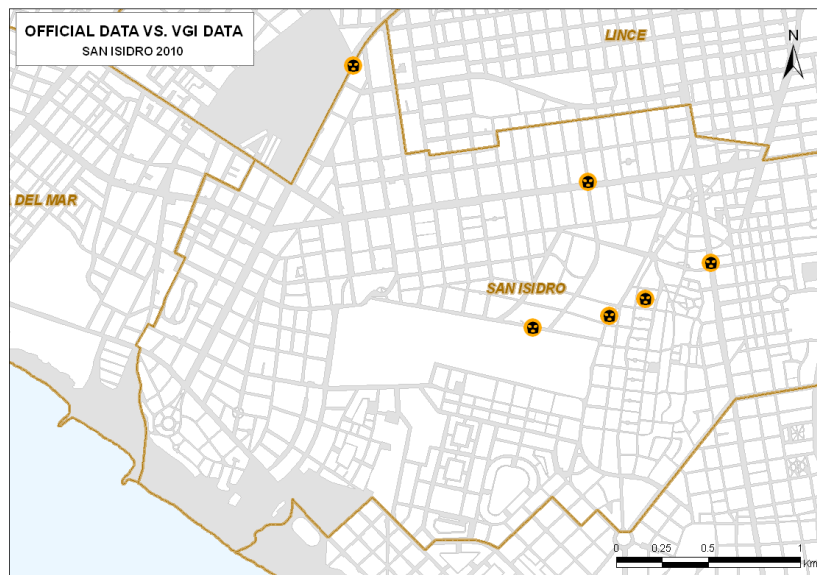 OFFICIAL DATA VS. VGI DATA
SAN ISIDRO 2010
LINCE
N
DEL MAR
SAN ISIDRO
0 0,25 0,5 1
Km